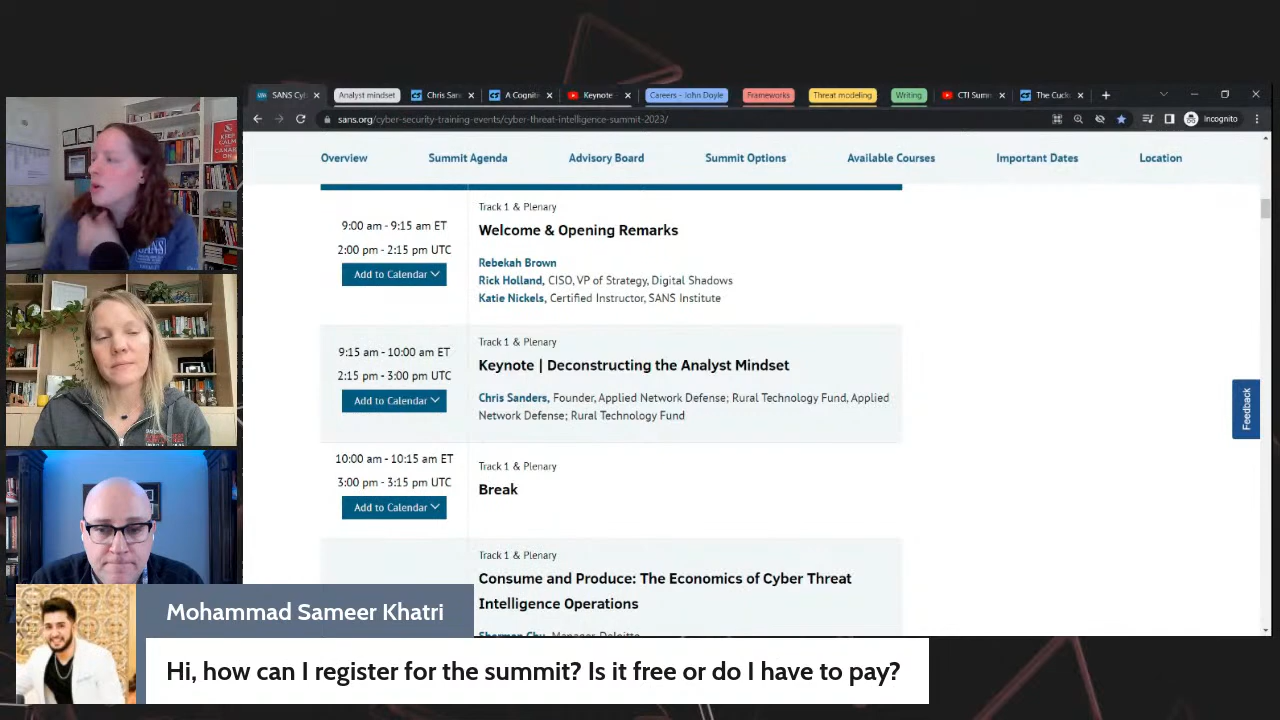 SANS Cyb
Analyst mindset
Chris San
A Cognit
Keynote -
Careers - John Doyle
Frameworks
Threat modeling
Writing
CTI Sum
The Cuck
sans.org/cyber-security-training-events/cyber-threat-intelligence-summit-2023/
Incognito
Overview
Summit Agenda
Advisory Board
Summit Options
Available Courses
Important Dates
Location
Track 1 & Plenary
9:00 am - 9:15 am ET
Welcome & Opening Remarks
2:00 pm - 2:15 pm UTC
Add to Calendar
Rebekah Brown
Rick Holland, CISO, VP of Strategy, Digital Shadows
Katie Nickels, Certified Instructor, SANS Institute
Track 1 & Plenary
9:15 am - 10:00 am ET
Keynote | Deconstructing the Analyst Mindset
2:15 pm - 3:00 pm UTC
Add to Calendar
Chris Sanders, Founder, Applied Network Defense; Rural Technology Fund, Applied
Network Defense; Rural Technology Fund
10:00 am - 10:15 am ET
Track 1 & Plenary
3:00 pm - 3:15 pm UTC
Break
Add to Calendar
Track 1 & Plenary
Consume and Produce: The Economics of Cyber Threat
Intelligence Operations
Feedback
KEEP
CALM
SANS
Mohammad Sameer Khatri
Hi, how can I register for the summit? Is it free or do I have to pay?